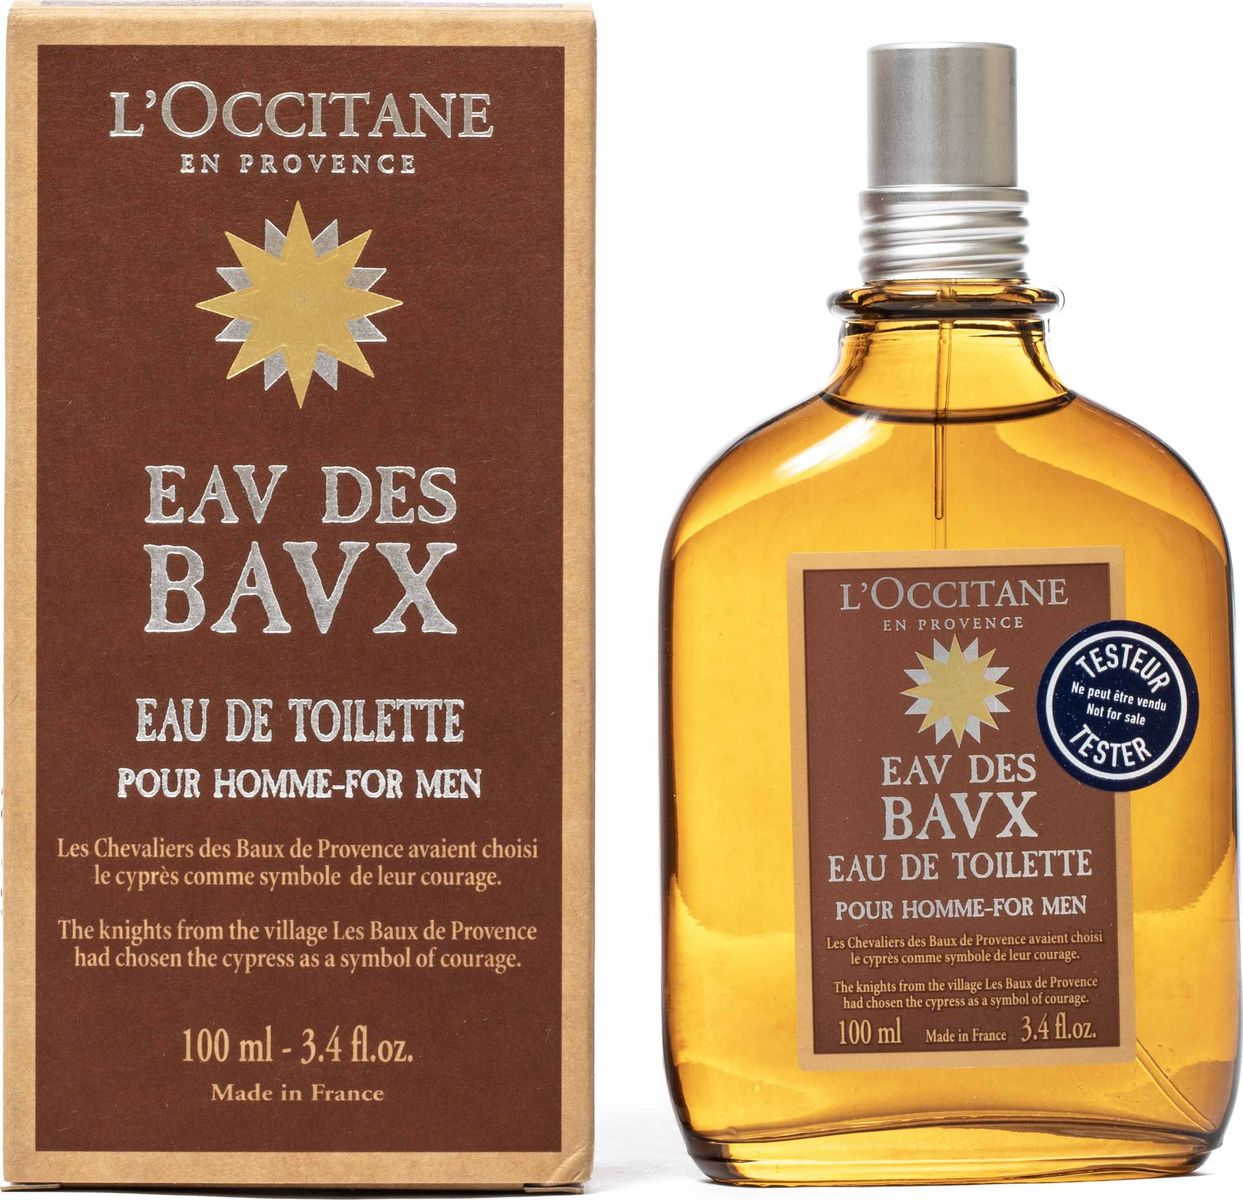 L'OCCITANE
EN PROVENCE
EAV DES
BAVX
EAU DE TOILETTE
POUR HOMME-FOR MEN
Les Chevaliers des Baux de Provence avaient choisi
le cyprès comme symbole de leur courage.
The knights from the village Les Baux de Provence
had chosen the cypress as a symbol of courage.
100 ml - 3.4 fl.oz.
Made in France
L'OCCITANE
EN PROVENCE
EAV DES
BAVX
EAU DE TOILETTE
POUR HOMME-FOR MEN
Les Chevaliers des Baux de Provence avaient choisi
le cyprès comme symbole de leur courage.
The knights from the village Les Baux de Provence
had chosen the cypress as a symbol of courage.
100 ml Made in France 3.4 fl.oz.
TESTEUR
Ne peut être vendu
Not for sale
TESTER